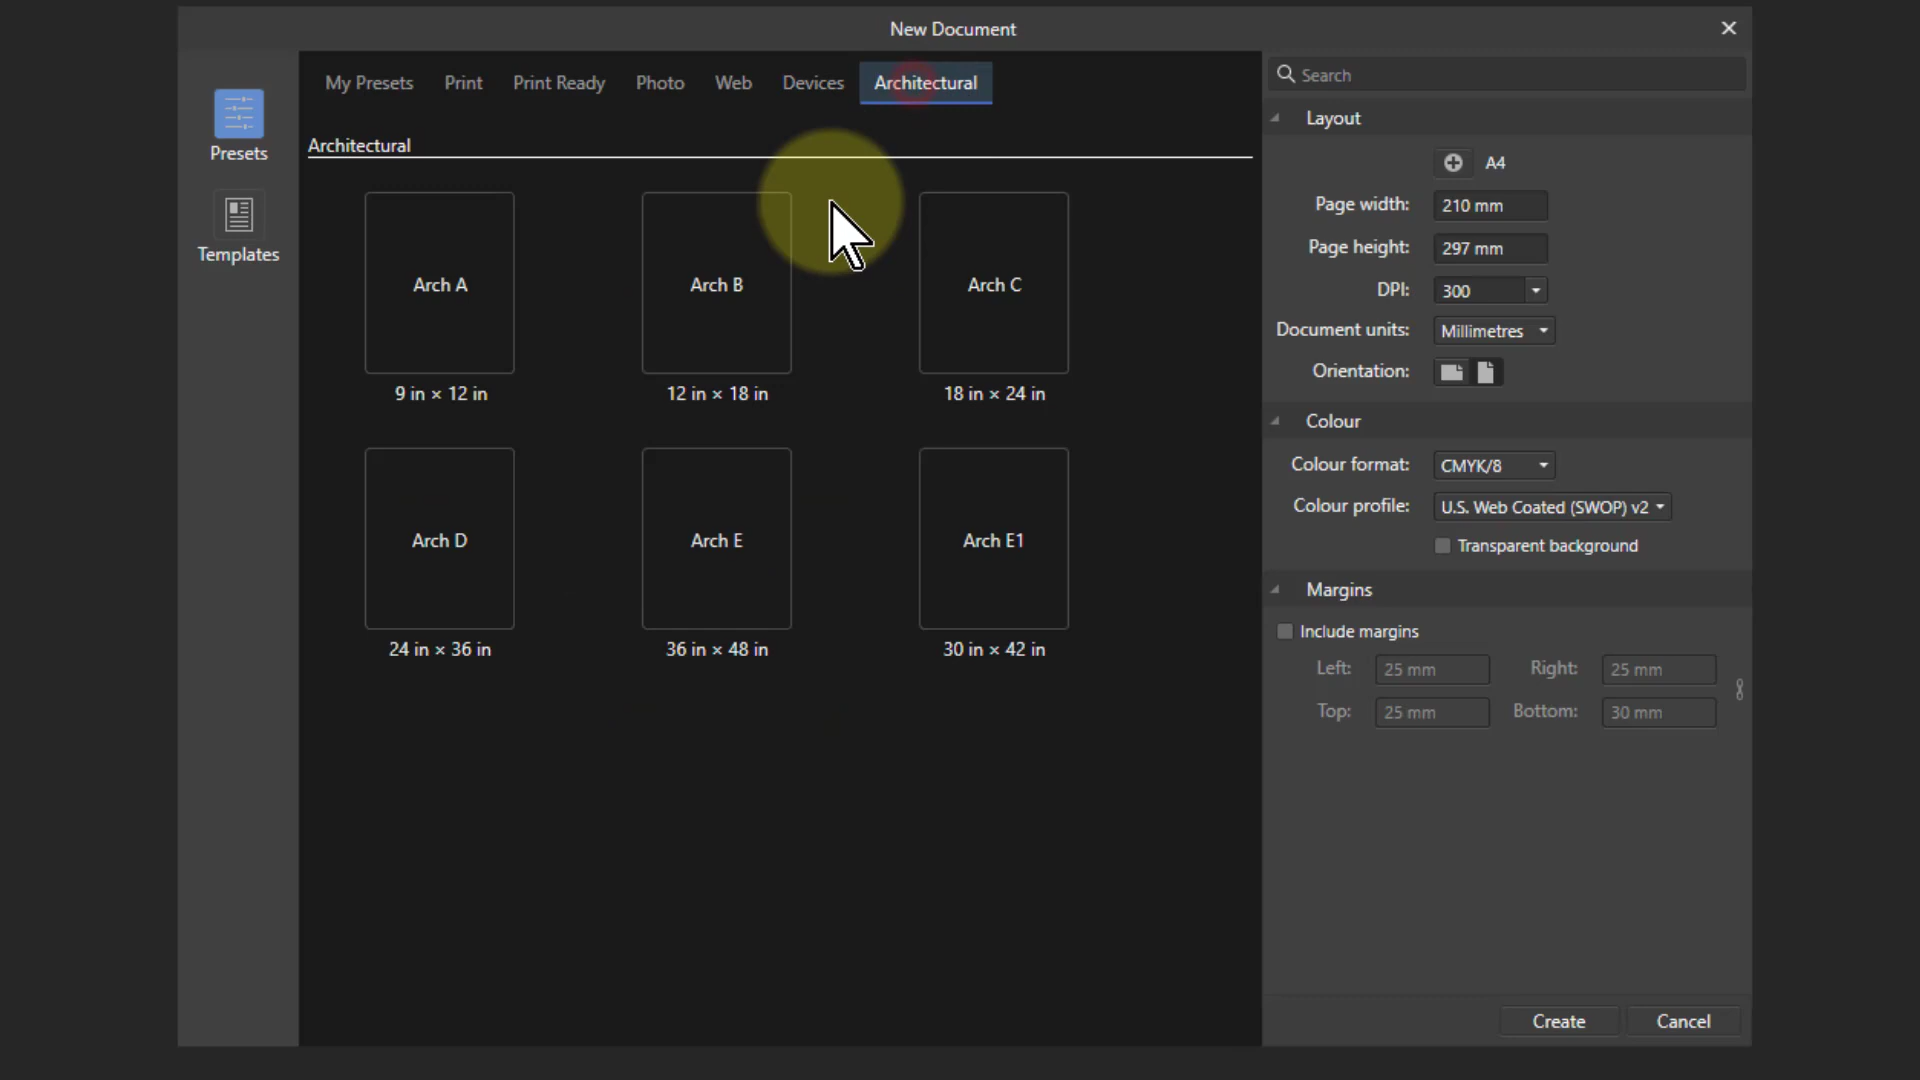 New Document
My Presets Print Print Ready Photo Web Devices Architectural
Search
Presets
Templates
Architectural
Arch A
9 in × 12 in
Arch B
12 in × 18 in
Arch C
18 in × 24 in
Arch D
24 in × 36 in
Arch E
36 in × 48 in
Arch E1
30 in × 42 in
Layout
A4
Page width: 210 mm
Page height: 297 mm
DPI: 300
Document units: Millimetres
Orientation:
Colour
Colour format: CMYK/8
Colour profile: U.S. Web Coated (SWOP) v2
Transparent background
Margins
Include margins
Left: 25 mm Right: 25 mm
Top: 25 mm Bottom: 30 mm
Create Cancel